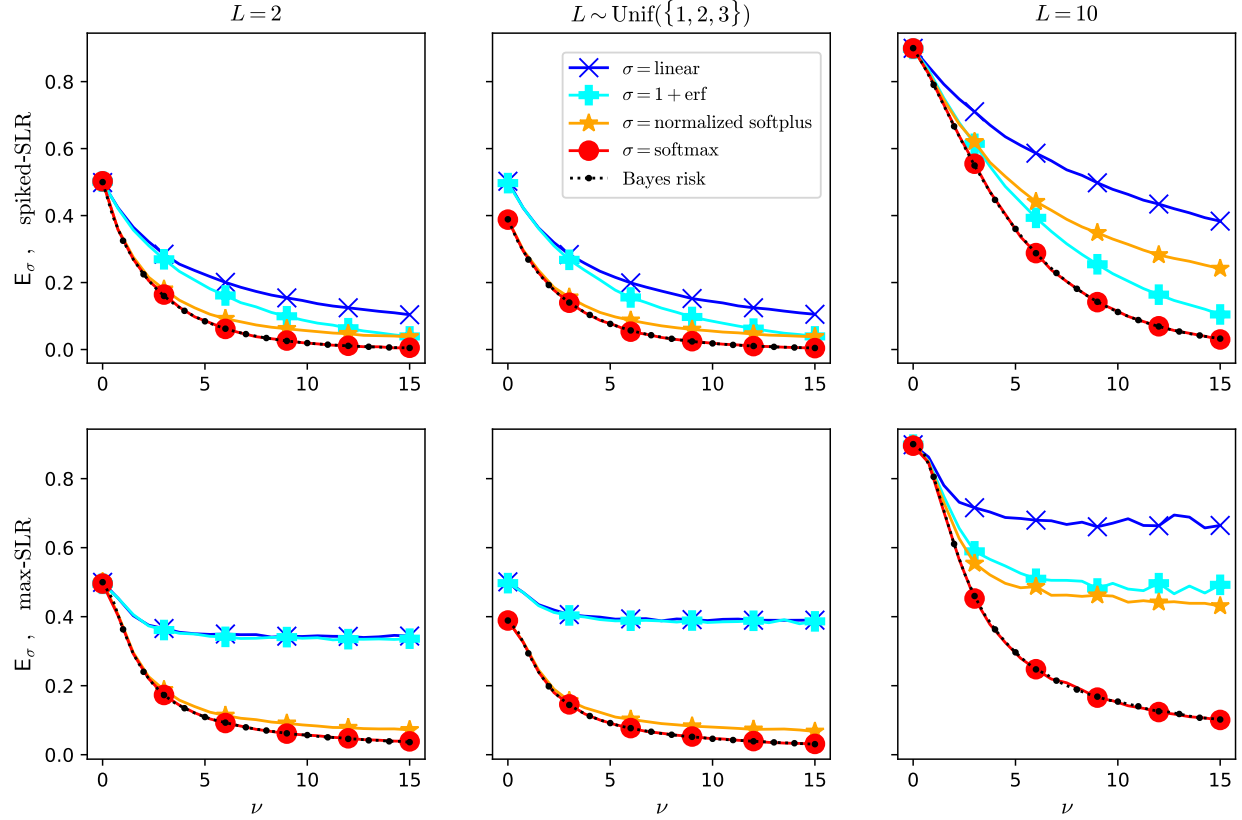 L = 2
L ∼ Unif({1, 2, 3})
L = 10
E_σ , spiked-SLR
0.8
0.6
0.4
0.2
0.0
0 5 10 15
σ = linear
σ = 1 + erf
σ = normalized softplus
σ = softmax
Bayes risk
0 5 10 15
0 5 10 15
E_σ , max-SLR
0.8
0.6
0.4
0.2
0.0
0 5 10 15
ν
0 5 10 15
ν
0 5 10 15
ν